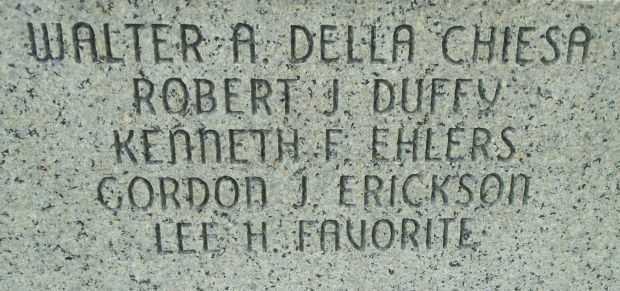 WALTER A. DELLA CHIESA
ROBERT J. DUFFY
KENNETH F. EHLERS
GORDON J. ERICKSON
LEE H. FAVORITE